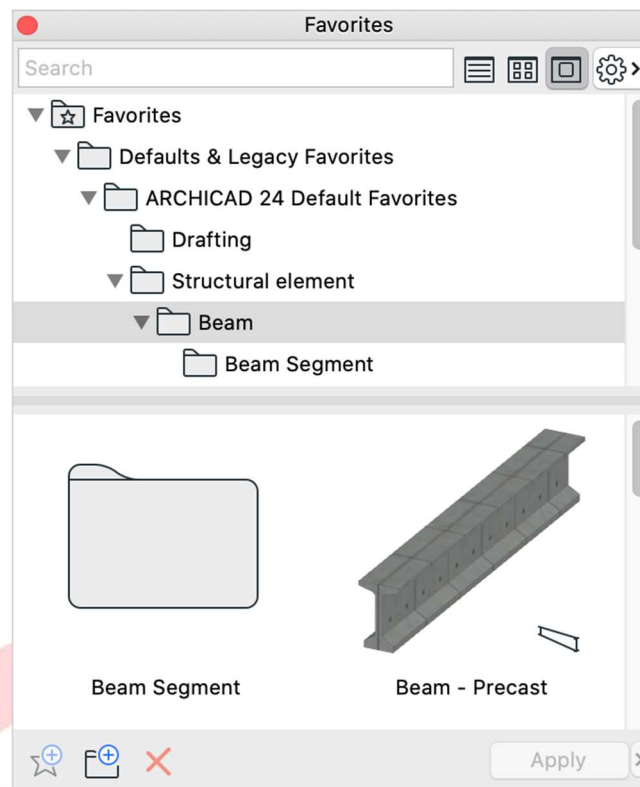 Favorites
Search
Favorites
Defaults & Legacy Favorites
ARCHICAD 24 Default Favorites
Drafting
Structural element
Beam
Beam Segment
Beam Segment
Beam - Precast
Apply